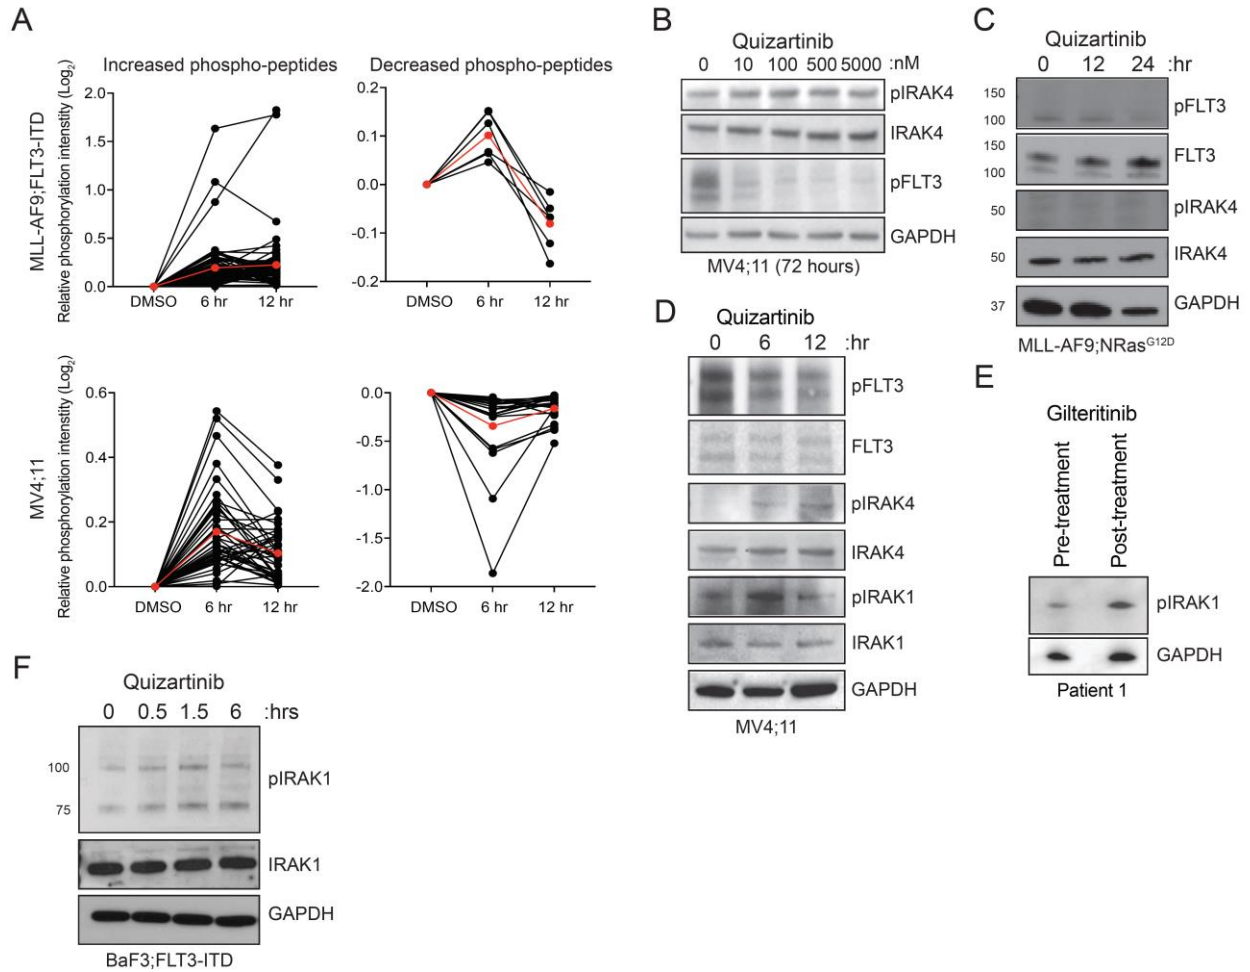 A
Increased phospho-peptides
Decreased phospho-peptides
MLL-AF9;FLT3-ITD
Relative phosphorylation intenstity (Log2)
2.0
1.5
1.0
0.5
0.0
DMSO 6 hr 12 hr
0.2
0.1
0.0
-0.1
-0.2
DMSO 6 hr 12 hr
MV4;11
Relative phosphorylation intensity (Log2)
0.6
0.4
0.2
0.0
DMSO 6 hr 12 hr
0.0
-0.5
-1.0
-1.5
-2.0
DMSO 6 hr 12 hr
B
Quizartinib
0 10 100 500 5000 :nM
pIRAK4
IRAK4
pFLT3
GAPDH
MV4;11 (72 hours)
C
Quizartinib
0 12 24 :hr
150
100
pFLT3
150
100
FLT3
50
pIRAK4
50
IRAK4
37
GAPDH
MLL-AF9;NRasG12D
D
Quizartinib
0 6 12 :hr
pFLT3
FLT3
pIRAK4
IRAK4
pIRAK1
IRAK1
GAPDH
MV4;11
E
Gilteritinib
Pre-treatment
Post-treatment
pIRAK1
GAPDH
Patient 1
F
Quizartinib
0 0.5 1.5 6 :hrs
100
75
pIRAK1
IRAK1
GAPDH
BaF3;FLT3-ITD